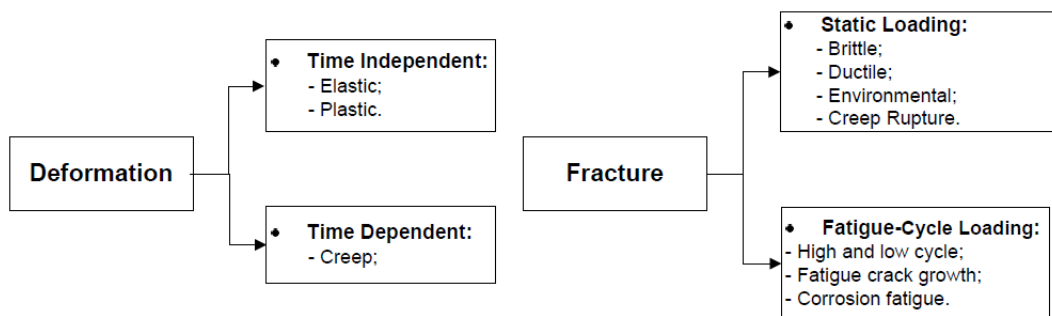 Deformation
• Time Independent:
- Elastic;
- Plastic.
• Time Dependent:
- Creep;
Fracture
• Static Loading:
- Brittle;
- Ductile;
- Environmental;
- Creep Rupture.
• Fatigue-Cycle Loading:
- High and low cycle;
- Fatigue crack growth;
- Corrosion fatigue.